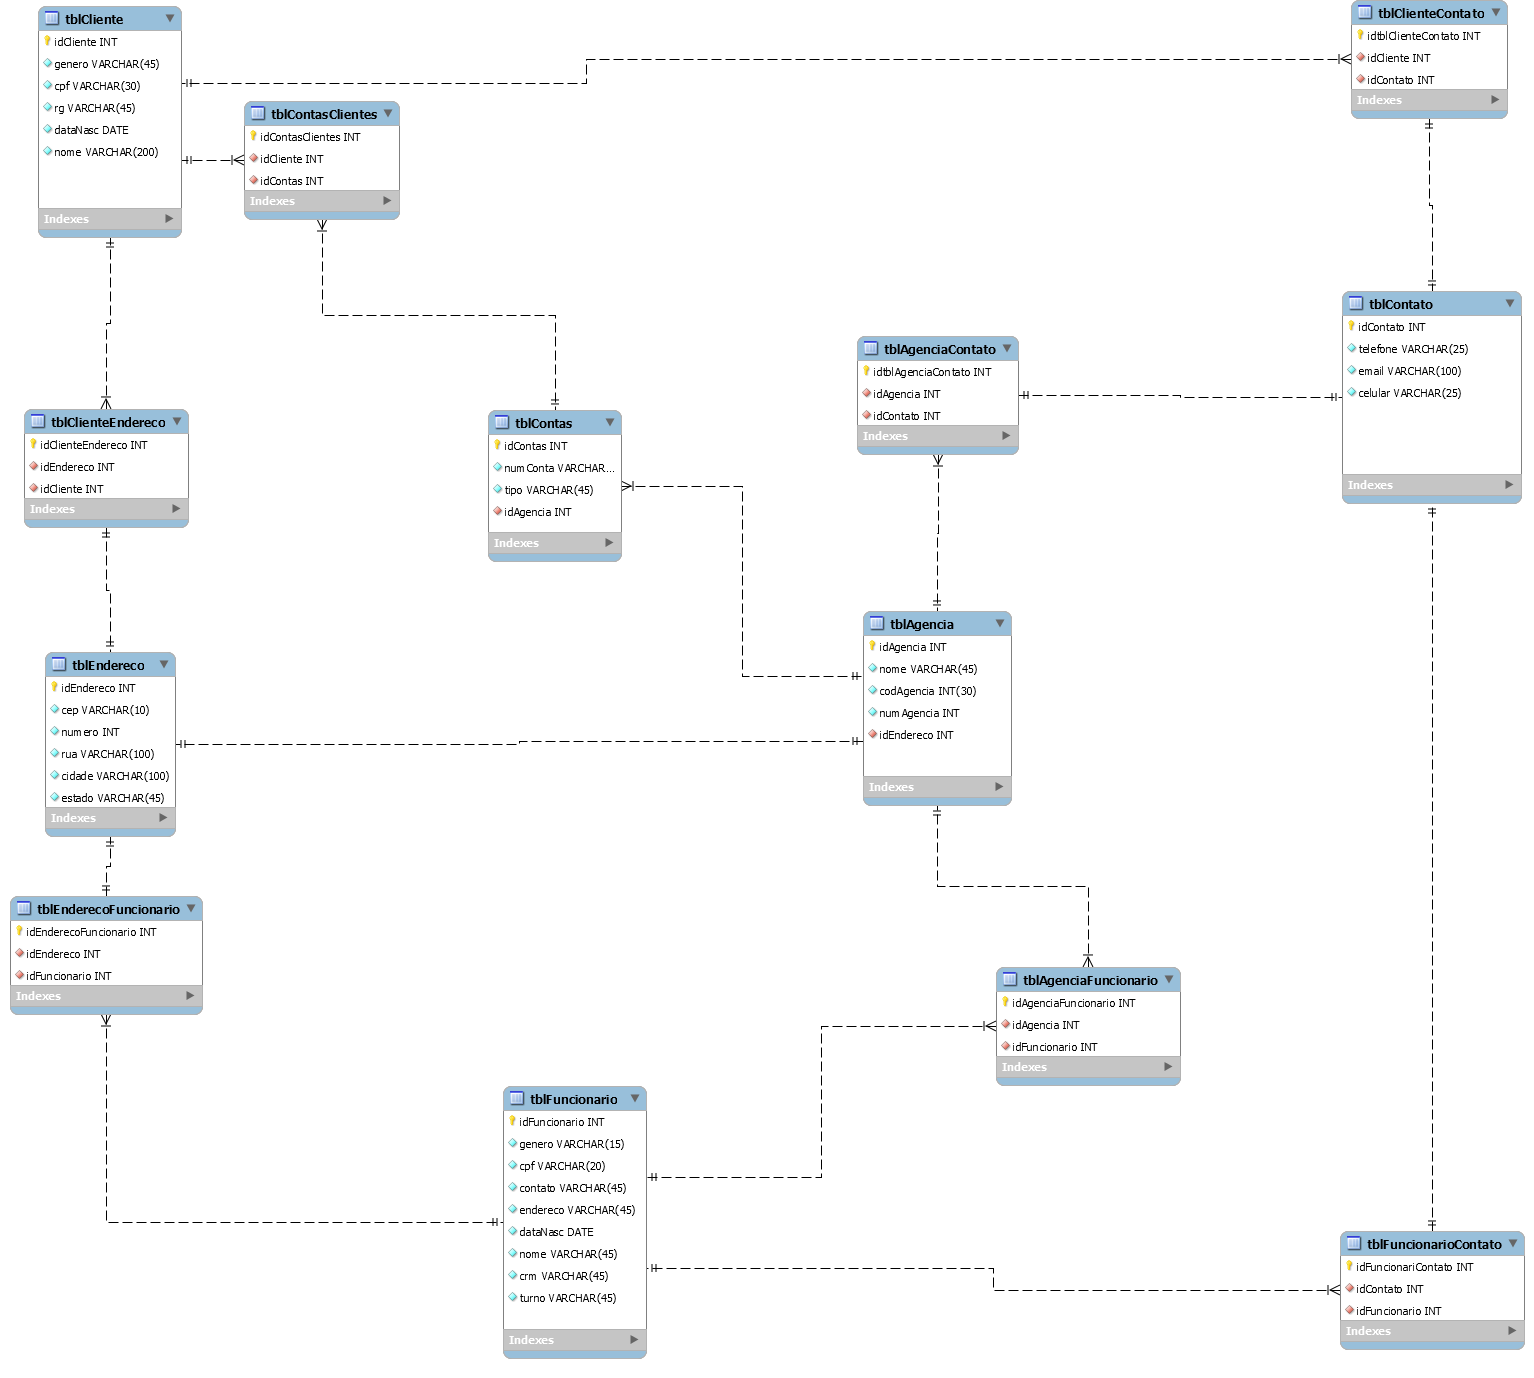 tblCliente
idCliente INT
genero VARCHAR(45)
cpf VARCHAR(30)
rg VARCHAR(45)
dataNasc DATE
nome VARCHAR(200)
Indexes
tblContasClientes
idContasClientes INT
idCliente INT
idContas INT
Indexes
tblClienteContato
idtblClienteContato INT
idCliente INT
idContato INT
Indexes
tblContato
idContato INT
telefone VARCHAR(25)
email VARCHAR(100)
celular VARCHAR(25)
Indexes
tblAgenciaContato
idtblAgenciaContato INT
idAgencia INT
idContato INT
Indexes
tblClienteEndereco
idClienteEndereco INT
idEndereco INT
idCliente INT
Indexes
tblContas
idContas INT
numConta VARCHAR...
tipo VARCHAR(45)
idAgencia INT
Indexes
tblAgencia
idAgencia INT
nome VARCHAR(45)
codAgencia INT(30)
numAgencia INT
idEndereco INT
Indexes
tblEndereco
idEndereco INT
cep VARCHAR(10)
numero INT
rua VARCHAR(100)
cidade VARCHAR(100)
estado VARCHAR(45)
Indexes
tblEnderecoFuncionario
idEnderecoFuncionario INT
idEndereco INT
idFuncionario INT
Indexes
tblAgenciaFuncionario
idAgenciaFuncionario INT
idAgencia INT
idFuncionario INT
Indexes
tblFuncionario
idFuncionario INT
genero VARCHAR(15)
cpf VARCHAR(20)
contato VARCHAR(45)
endereco VARCHAR(45)
dataNasc DATE
nome VARCHAR(45)
crm VARCHAR(45)
turno VARCHAR(45)
Indexes
tblFuncionarioContato
idFuncionariContato INT
idContato INT
idFuncionario INT
Indexes